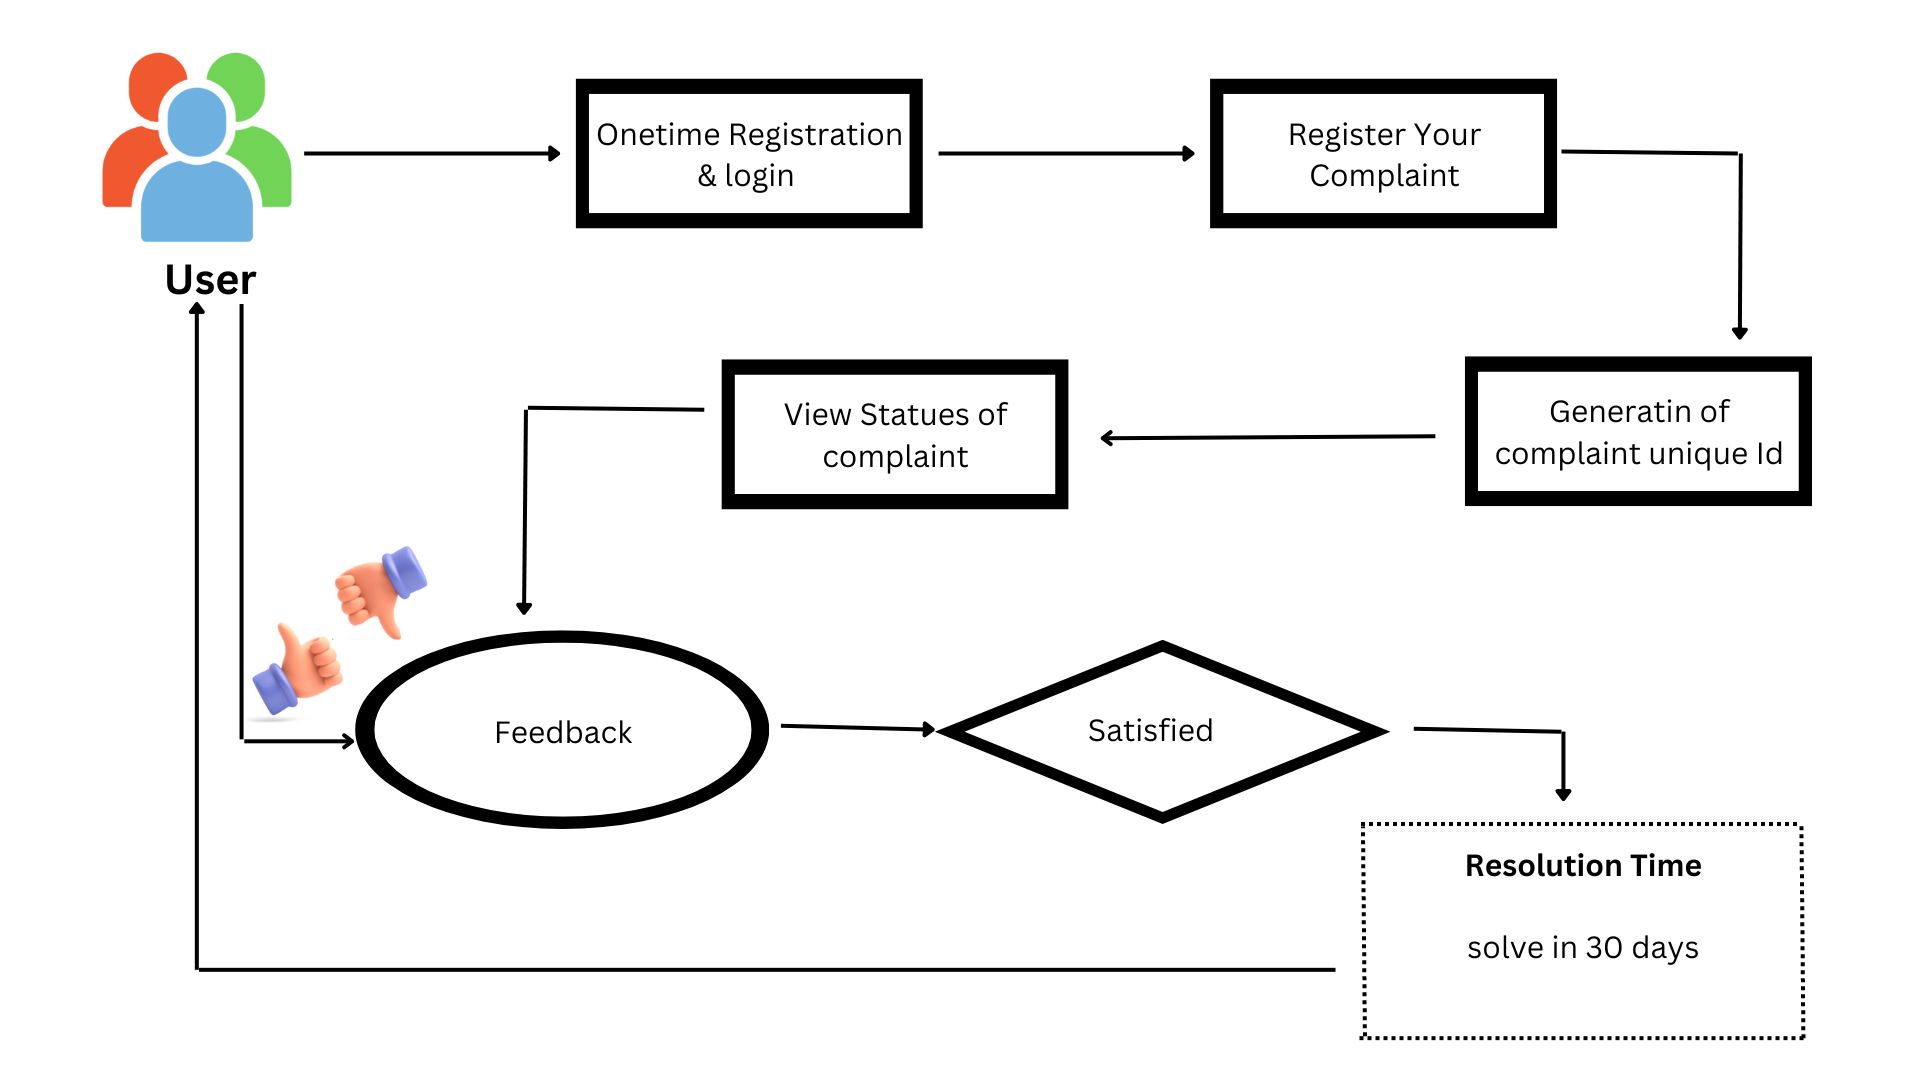 Onetime Registration
& login
Register Your
Complaint
User
View Statues of
complaint
Generatin of
complaint unique Id
Feedback
Satisfied
Resolution Time
solve in 30 days